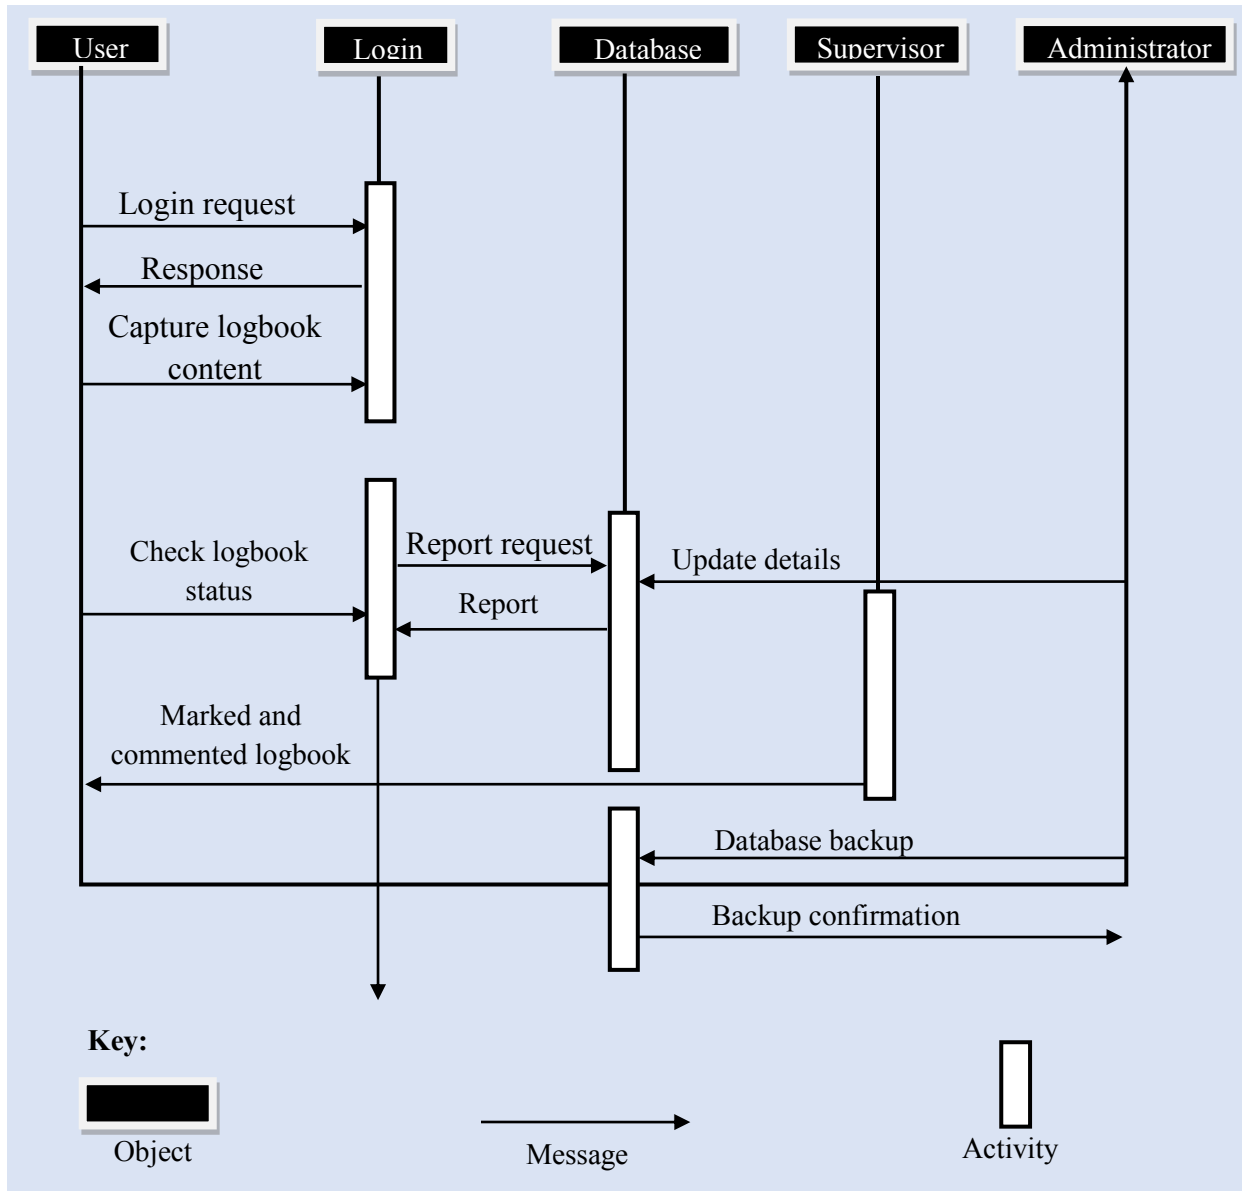 User
Login
Database
Supervisor
Administrator
Login request
Response
Capture logbook
content
Check logbook
status
Report request
Update details
Report
Marked and
commented logbook
Database backup
Backup confirmation
Key:
Object
Message
Activity